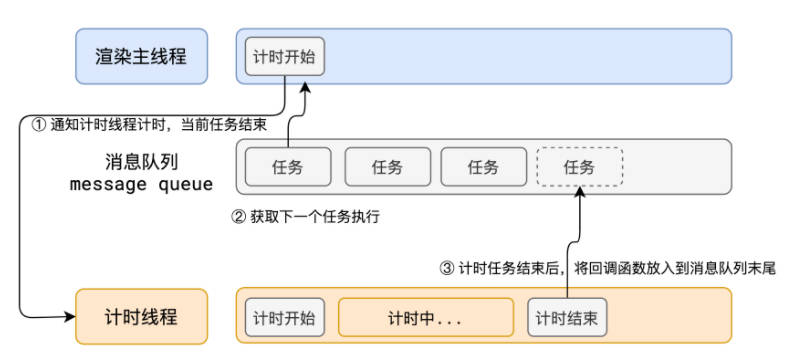 渲染主线程
计时开始
① 通知计时线程计时，当前任务结束
消息队列
message queue
任务
任务
任务
任务
② 获取下一个任务执行
③ 计时任务结束后，将回调函数放入到消息队列末尾
计时线程
计时开始
计时中...
计时结束